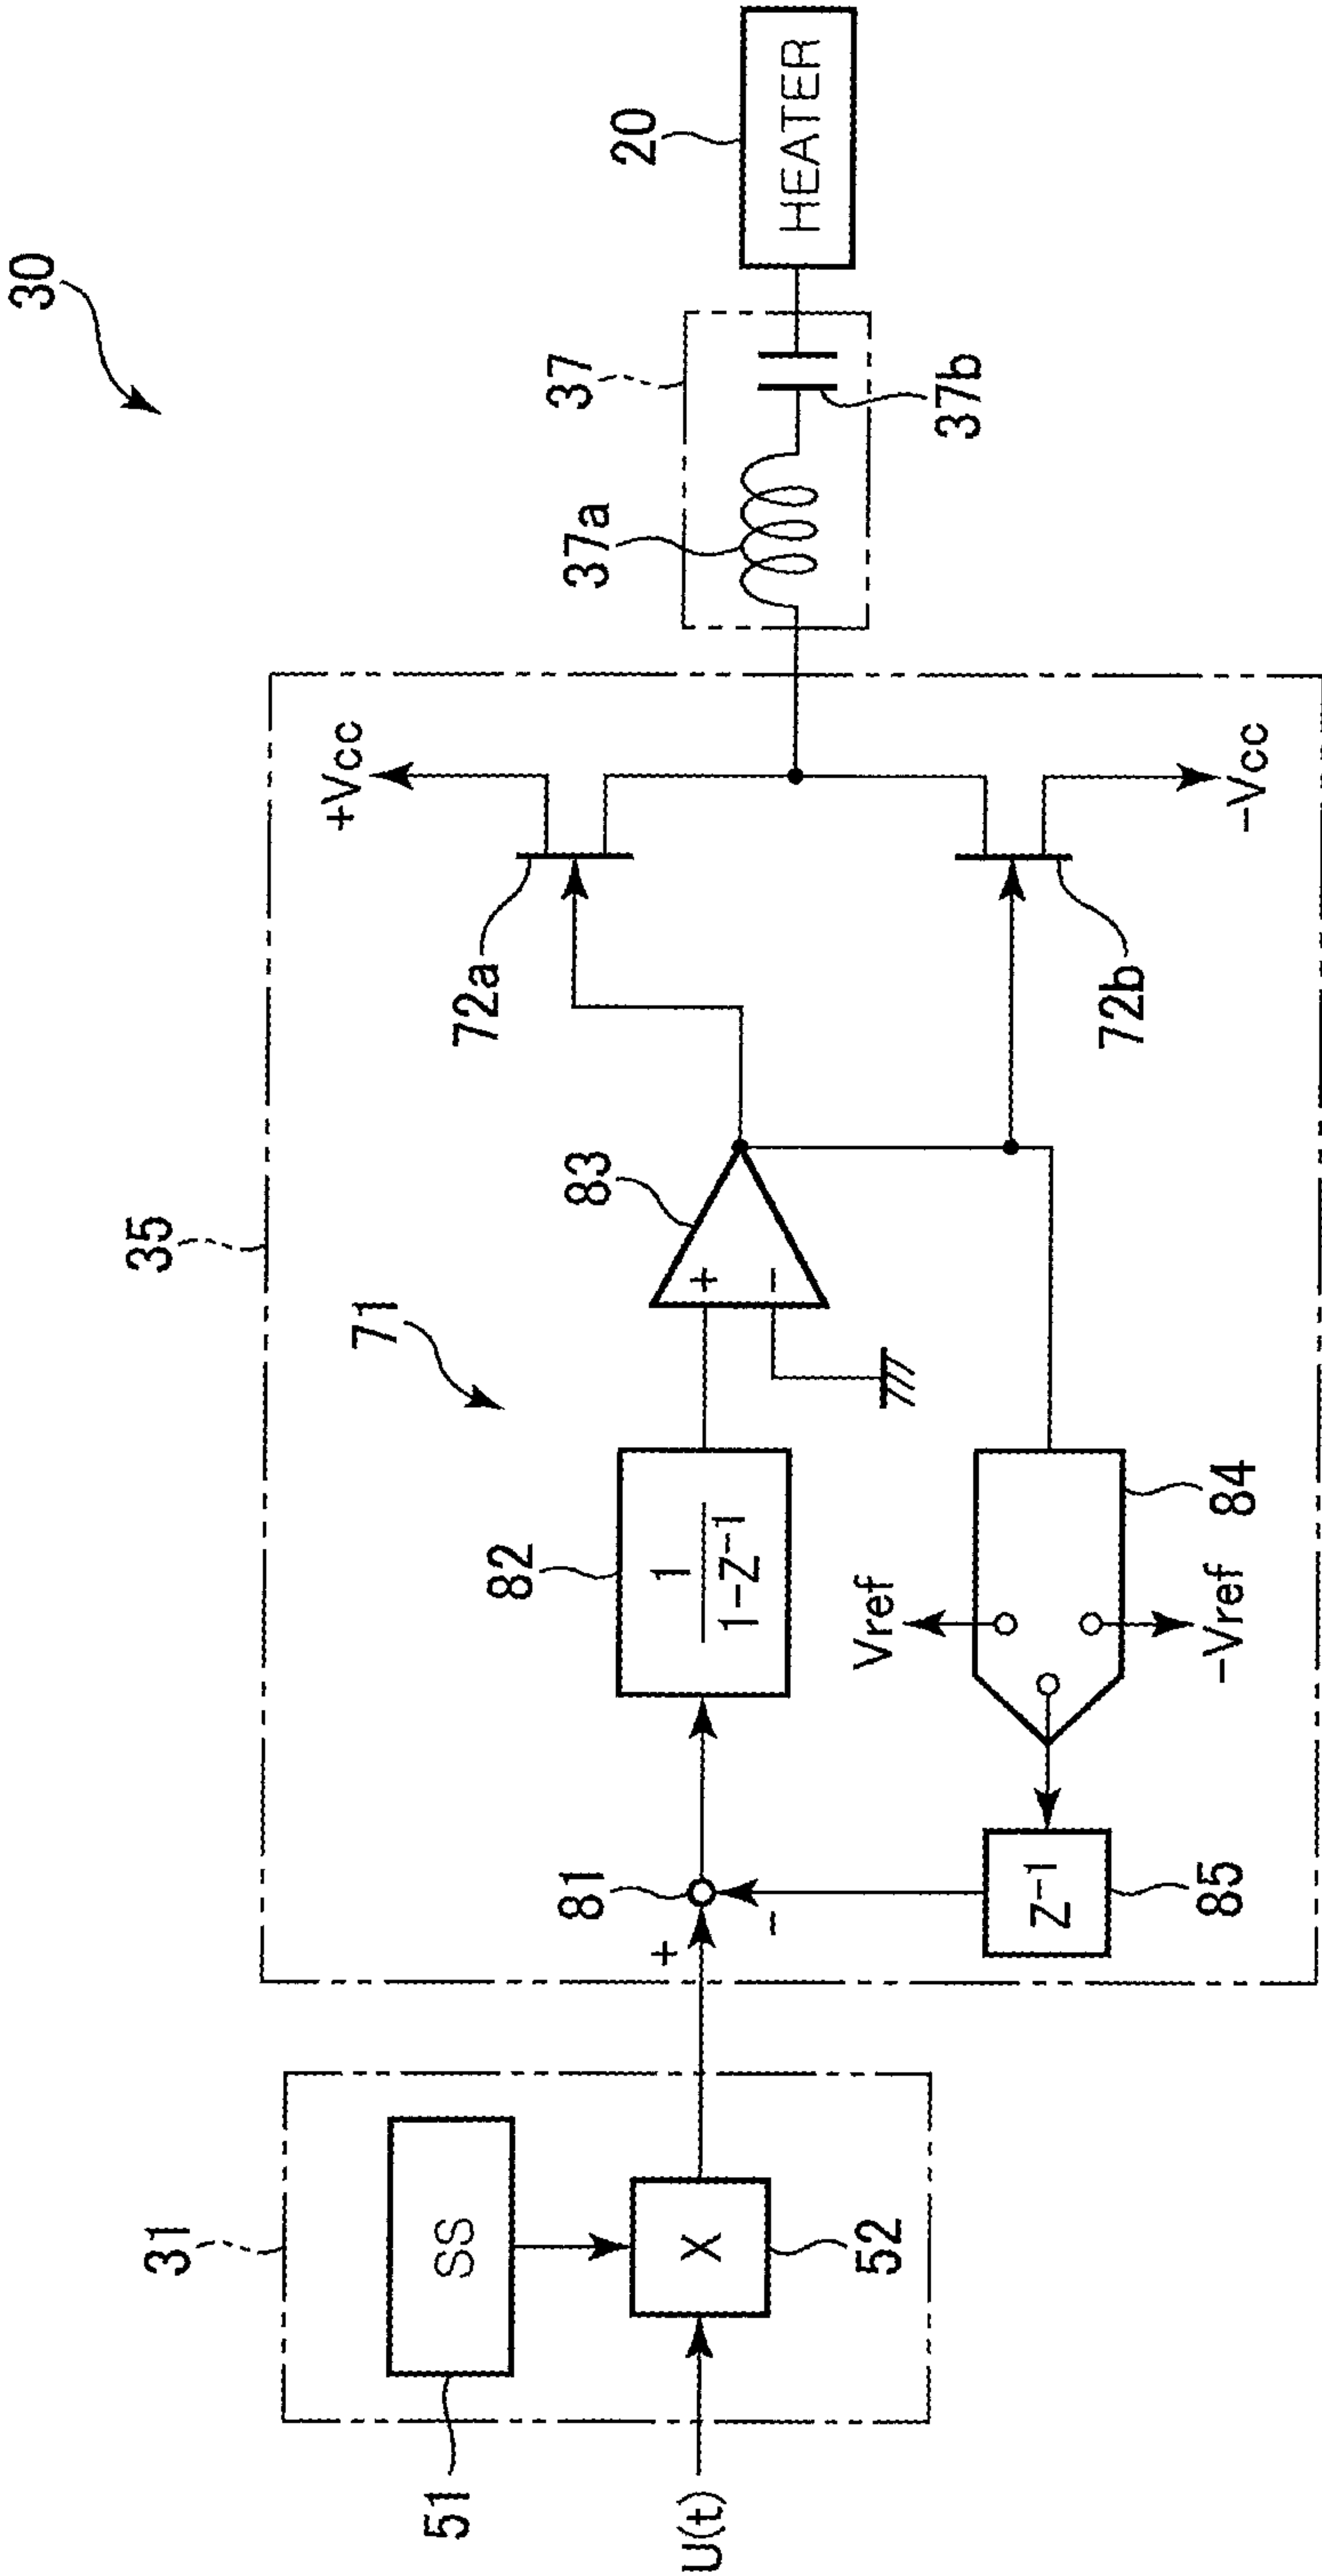 30
31
51
SS
X
52
U(t)
35
71
81
+
-
82
1
1-Z⁻¹
83
+
-
84
Vref
-Vref
85
Z⁻¹
72a
72b
+Vcc
-Vcc
37
37a
37b
20
HEATER